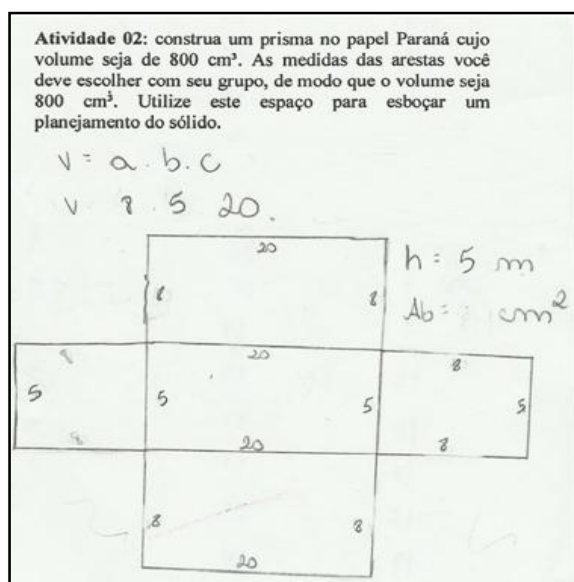 Atividade 02: construa um prisma no papel Paraná cujo
volume seja de 800 cm³. As medidas das arestas você
deve escolher com seu grupo, de modo que o volume seja
800 cm³. Utilize este espaço para esboçar um
planejamento do sólido.
V = a . b . c
V 8 . 5 20.
20
h = 5 m
8 8
Ab = cm²
8 20 8
5 5 5 5
8 20 8
8 8
20